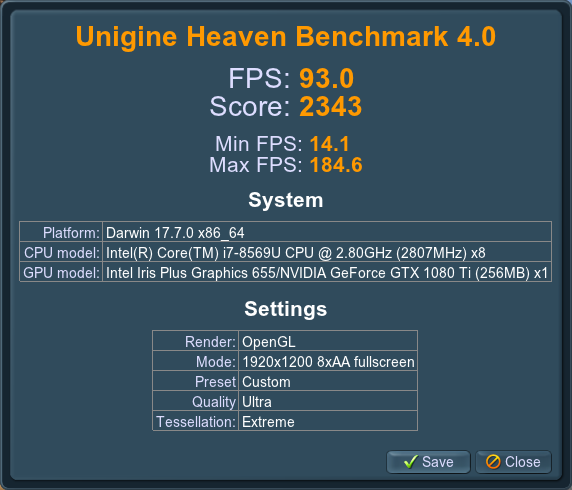 Unigine Heaven Benchmark 4.0
FPS: 93.0
Score: 2343
Min FPS: 14.1
Max FPS: 184.6
System
Platform: Darwin 17.7.0 x86_64
CPU model: Intel(R) Core(TM) i7-8569U CPU @ 2.80GHz (2807MHz) x8
GPU model: Intel Iris Plus Graphics 655/NVIDIA GeForce GTX 1080 Ti (256MB) x1
Settings
Render: OpenGL
Mode: 1920x1200 8xAA fullscreen
Preset Custom
Quality Ultra
Tessellation: Extreme
Save Close